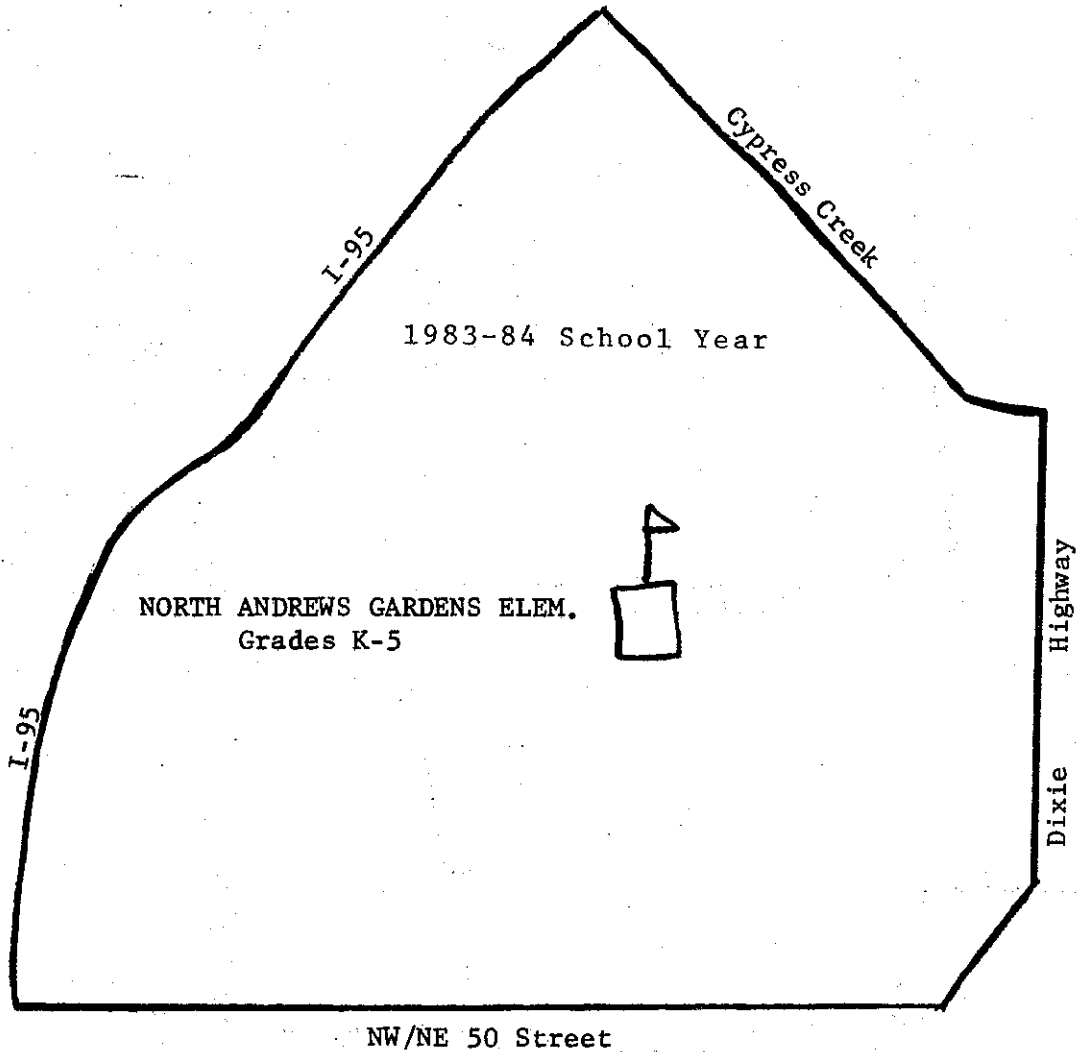 Cypress Creek
I-95
1983-84 School Year
NORTH ANDREWS GARDENS ELEM.
Grades K-5
Dixie Highway
I-95
NW/NE 50 Street